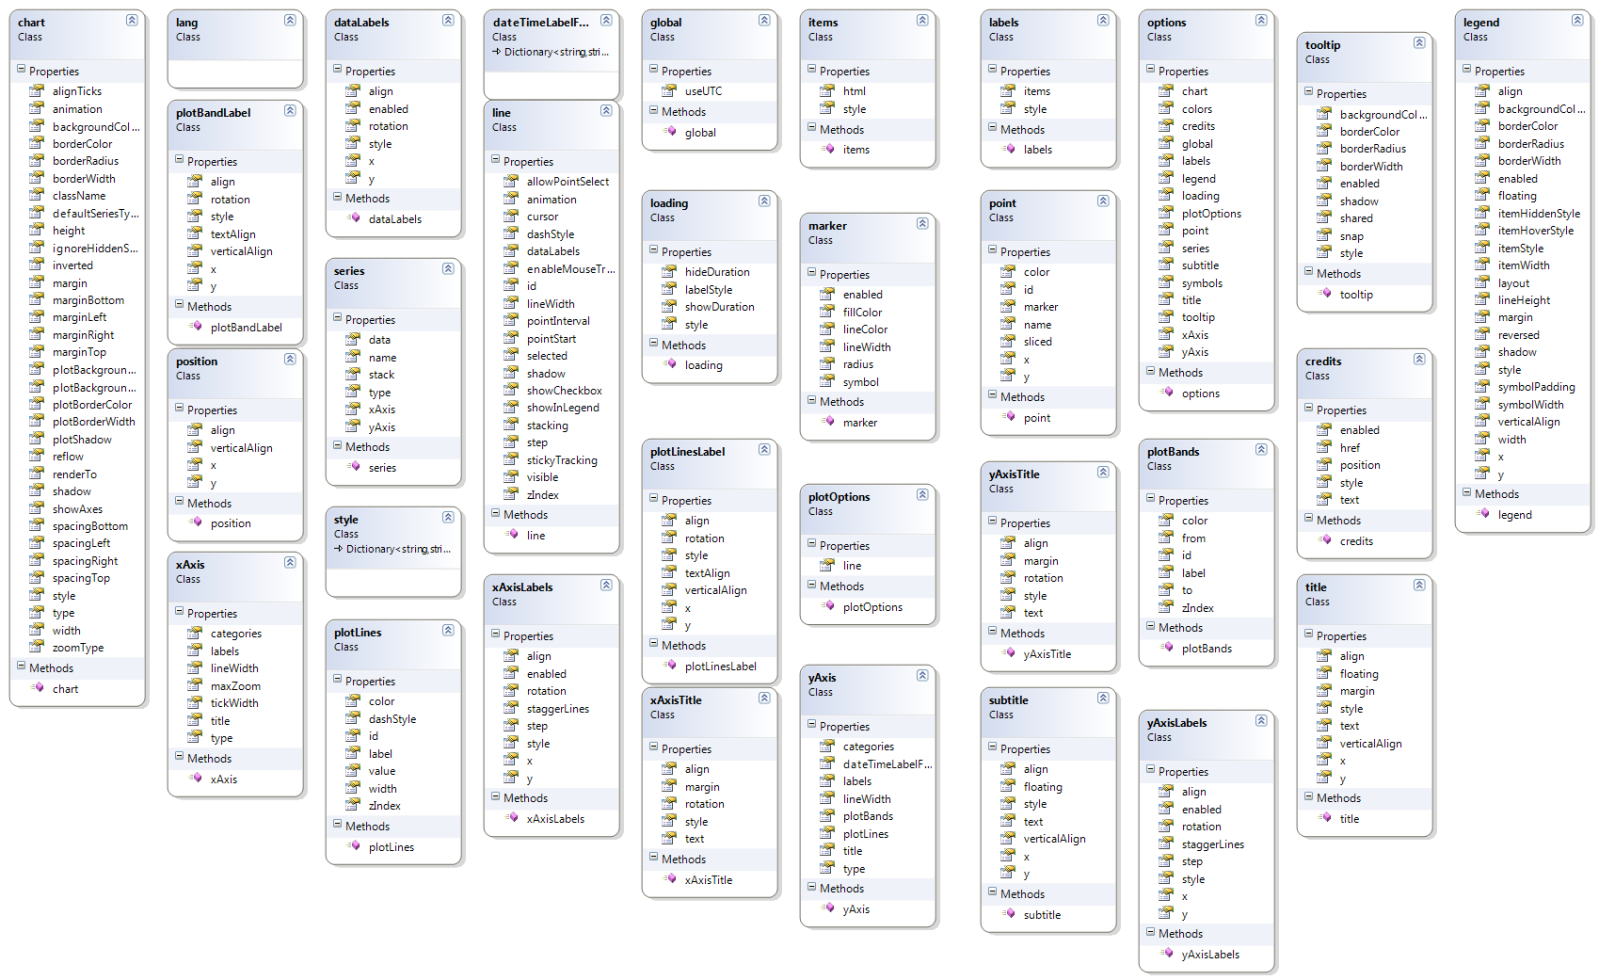 chart
Class
Properties
alignTicks
animation
backgroundCol...
borderColor
borderRadius
borderWidth
className
defaultSeriesTy...
height
ignoreHiddenS...
inverted
margin
marginBottom
marginLeft
marginRight
marginTop
plotBackgroun...
plotBackgroun...
plotBorderColor
plotBorderWidth
plotShadow
reflow
renderTo
shadow
showAxes
spacingBottom
spacingLeft
spacingRight
spacingTop
style
type
width
zoomType
Methods
chart
lang
Class
plotBandLabel
Class
Properties
align
rotation
style
textAlign
verticalAlign
x
y
Methods
plotBandLabel
position
Class
Properties
align
verticalAlign
x
y
Methods
position
xAxis
Class
Properties
categories
labels
lineWidth
maxZoom
tickWidth
title
type
Methods
xAxis
dataLabels
Class
Properties
align
enabled
rotation
style
x
y
Methods
dataLabels
series
Class
Properties
data
name
stack
type
xAxis
yAxis
Methods
series
style
Class
Dictionary<string,stri...
plotLines
Class
Properties
color
dashStyle
id
label
value
width
zIndex
Methods
plotLines
dateTimeLabelF...
Class
Dictionary<string,stri...
line
Class
Properties
allowPointSelect
animation
cursor
dashStyle
dataLabels
enableMouseTr...
id
lineWidth
pointInterval
pointStart
selected
shadow
showCheckbox
showInLegend
stacking
step
stickyTracking
visible
zIndex
Methods
line
xAxisLabels
Class
Properties
align
enabled
rotation
staggerLines
step
style
x
y
Methods
xAxisLabels
global
Class
Properties
useUTC
Methods
global
loading
Class
Properties
hideDuration
labelStyle
showDuration
style
Methods
loading
plotLinesLabel
Class
Properties
align
rotation
style
textAlign
verticalAlign
x
y
Methods
plotLinesLabel
xAxisTitle
Class
Properties
align
margin
rotation
style
text
Methods
xAxisTitle
items
Class
Properties
html
style
Methods
items
marker
Class
Properties
enabled
fillColor
lineColor
lineWidth
radius
symbol
Methods
marker
plotOptions
Class
Properties
line
Methods
plotOptions
yAxis
Class
Properties
categories
dateTimeLabelF...
labels
lineWidth
plotBands
plotLines
title
type
Methods
yAxis
labels
Class
Properties
items
style
Methods
labels
point
Class
Properties
color
id
marker
name
sliced
x
y
Methods
point
yAxisTitle
Class
Properties
align
margin
rotation
style
text
Methods
yAxisTitle
subtitle
Class
Properties
align
floating
style
text
verticalAlign
x
y
Methods
subtitle
options
Class
Properties
chart
colors
credits
global
labels
legend
loading
plotOptions
point
series
subtitle
symbols
title
tooltip
xAxis
yAxis
Methods
options
plotBands
Class
Properties
color
from
id
label
to
zIndex
Methods
plotBands
yAxisLabels
Class
Properties
align
enabled
rotation
staggerLines
step
style
x
y
Methods
yAxisLabels
tooltip
Class
Properties
backgroundCol...
borderColor
borderRadius
borderWidth
enabled
shadow
shared
snap
style
Methods
tooltip
credits
Class
Properties
enabled
href
position
style
text
Methods
credits
title
Class
Properties
align
floating
margin
style
text
verticalAlign
x
y
Methods
title
legend
Class
Properties
align
backgroundCol...
borderColor
borderRadius
borderWidth
enabled
floating
itemHiddenStyle
itemHoverStyle
itemStyle
itemWidth
layout
lineHeight
margin
reversed
shadow
style
symbolPadding
symbolWidth
verticalAlign
width
x
y
Methods
legend